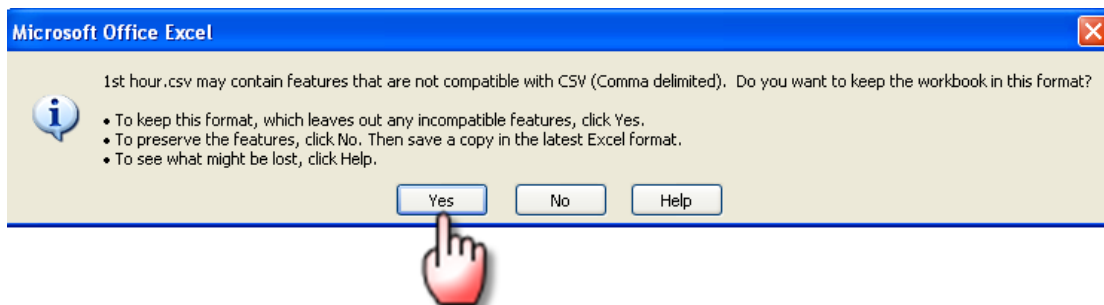 Microsoft Office Excel
1st hour.csv may contain features that are not compatible with CSV (Comma delimited). Do you want to keep the workbook in this format?
• To keep this format, which leaves out any incompatible features, click Yes.
• To preserve the features, click No. Then save a copy in the latest Excel format.
• To see what might be lost, click Help.
Yes No Help